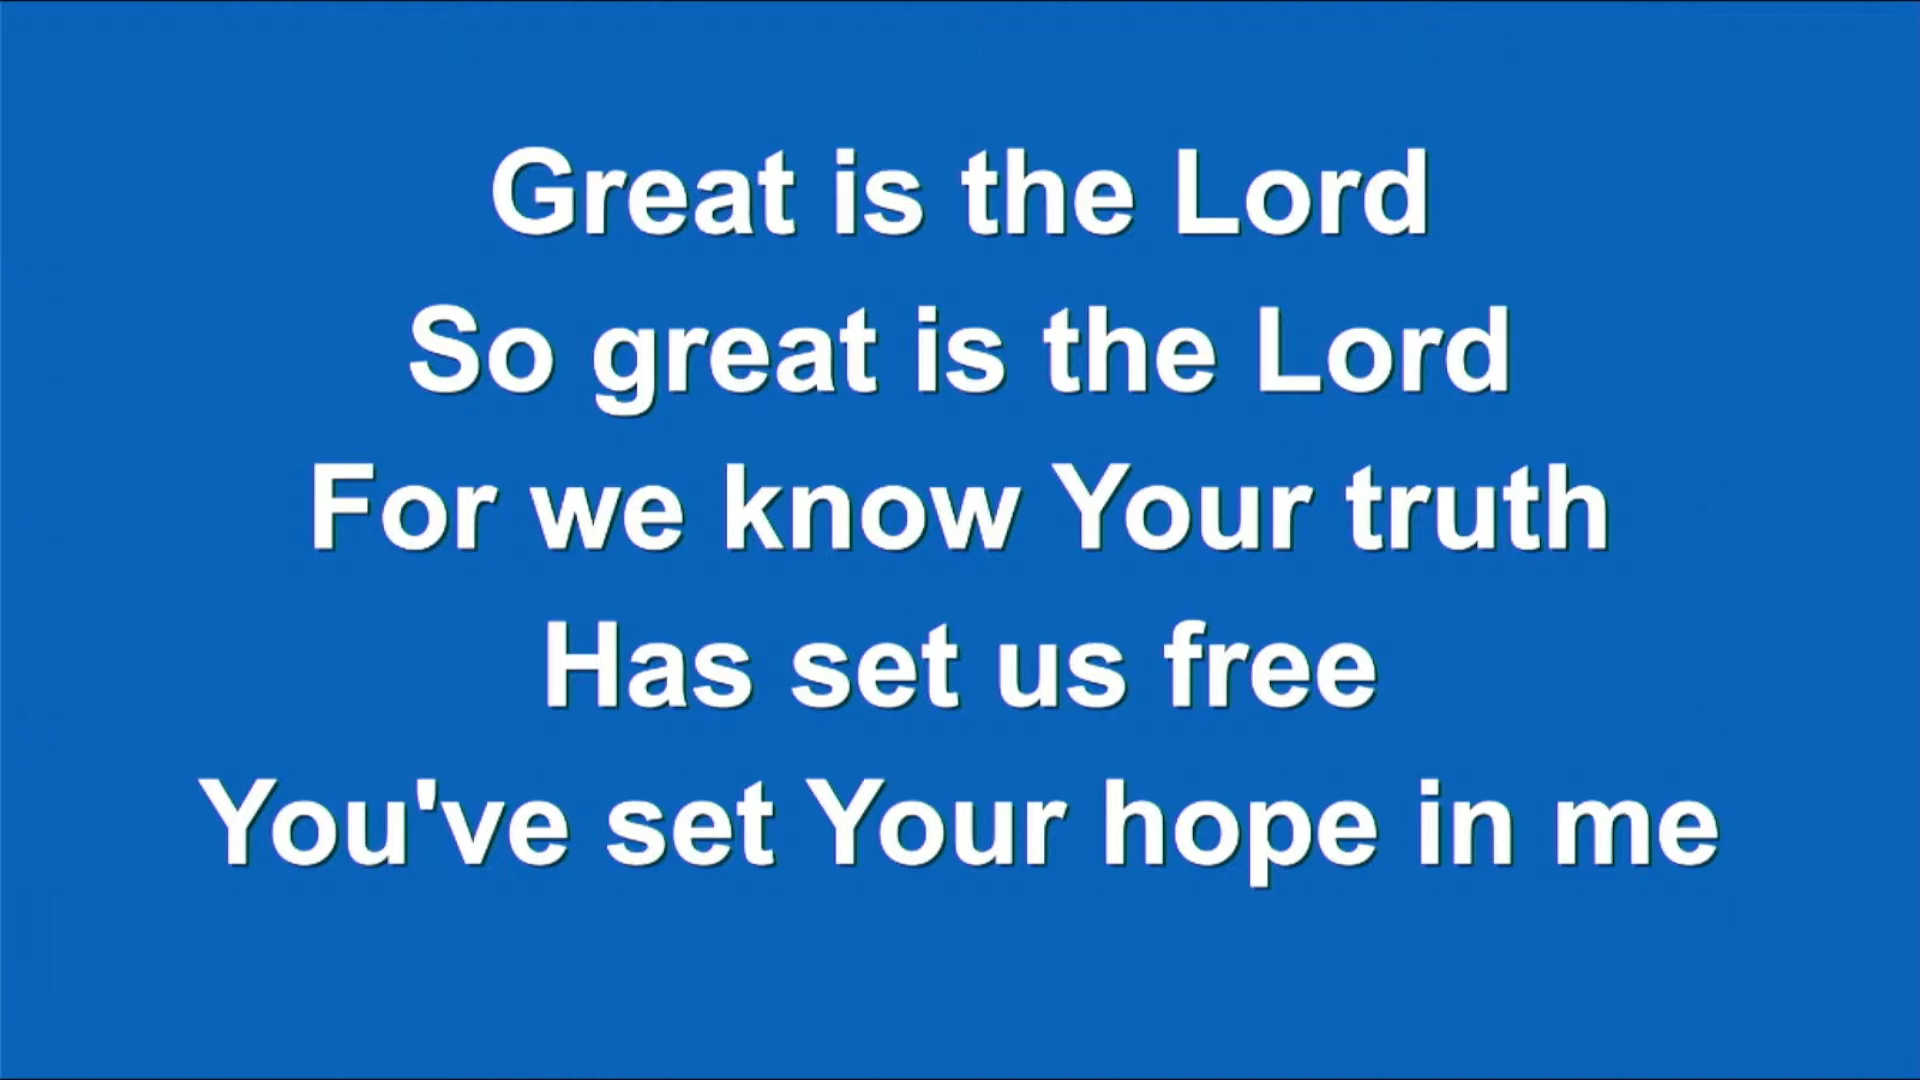 Great is the Lord
So great is the Lord
For we know Your truth
Has set us free
You've set Your hope in me